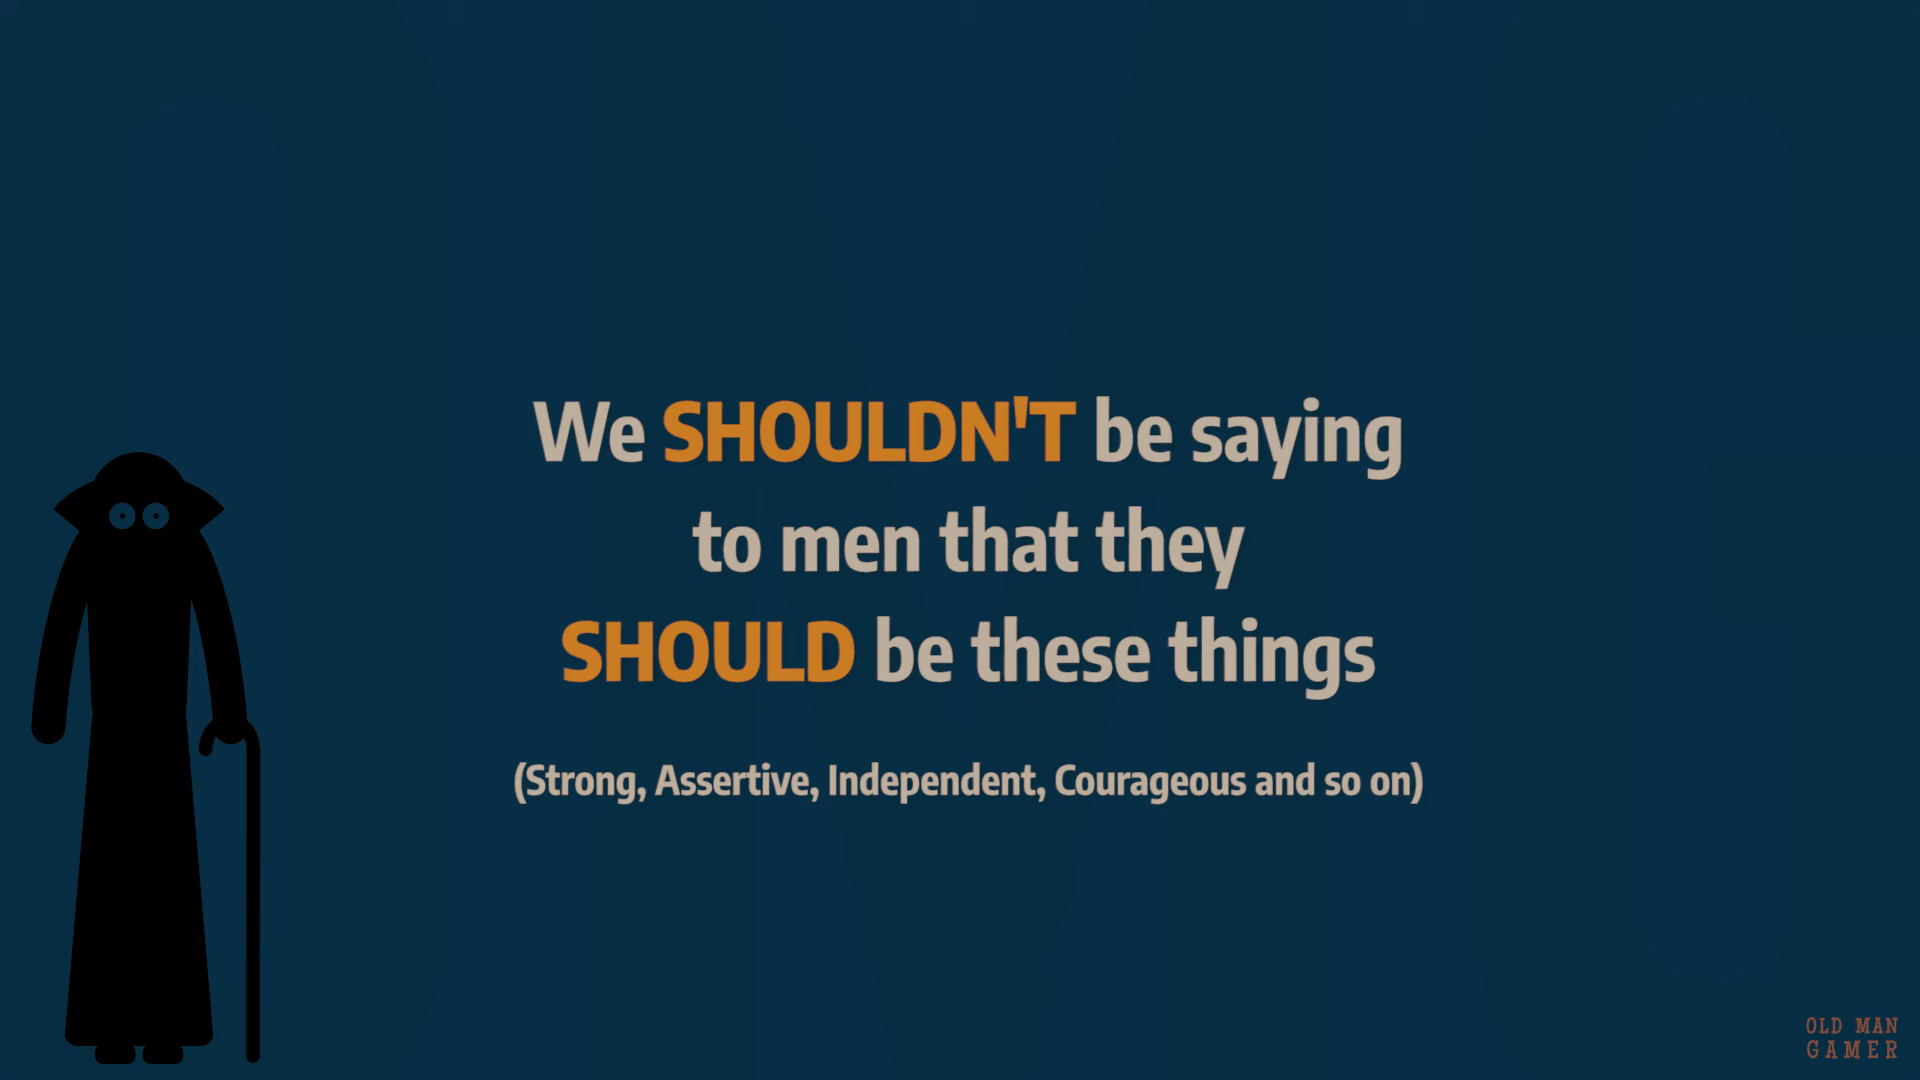 We SHOULDN'T be saying
to men that they
SHOULD be these things
(Strong, Assertive, Independent, Courageous and so on)
OLD MAN
GAMER